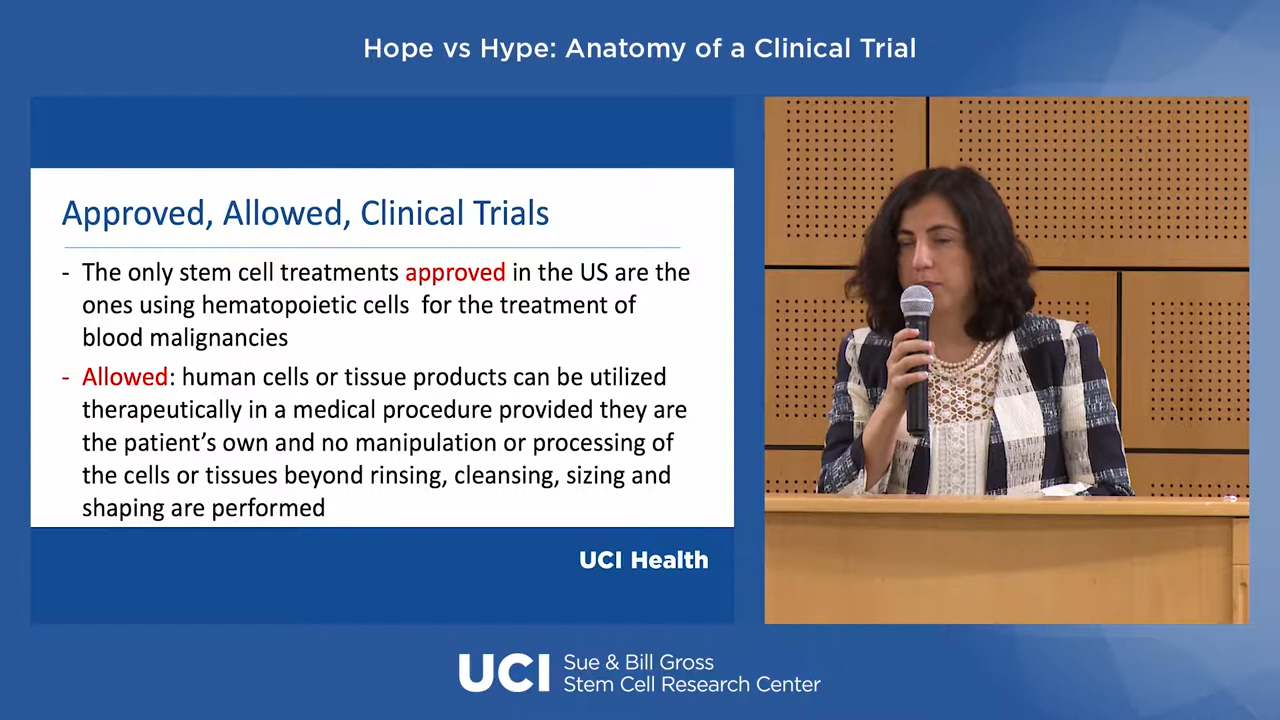 Hope vs Hype: Anatomy of a Clinical Trial
Approved, Allowed, Clinical Trials
- The only stem cell treatments approved in the US are the
ones using hematopoietic cells for the treatment of
blood malignancies
- Allowed: human cells or tissue products can be utilized
therapeutically in a medical procedure provided they are
the patient's own and no manipulation or processing of
the cells or tissues beyond rinsing, cleansing, sizing and
shaping are performed
UCI Health
UCI
Sue & Bill Gross
Stem Cell Research Center